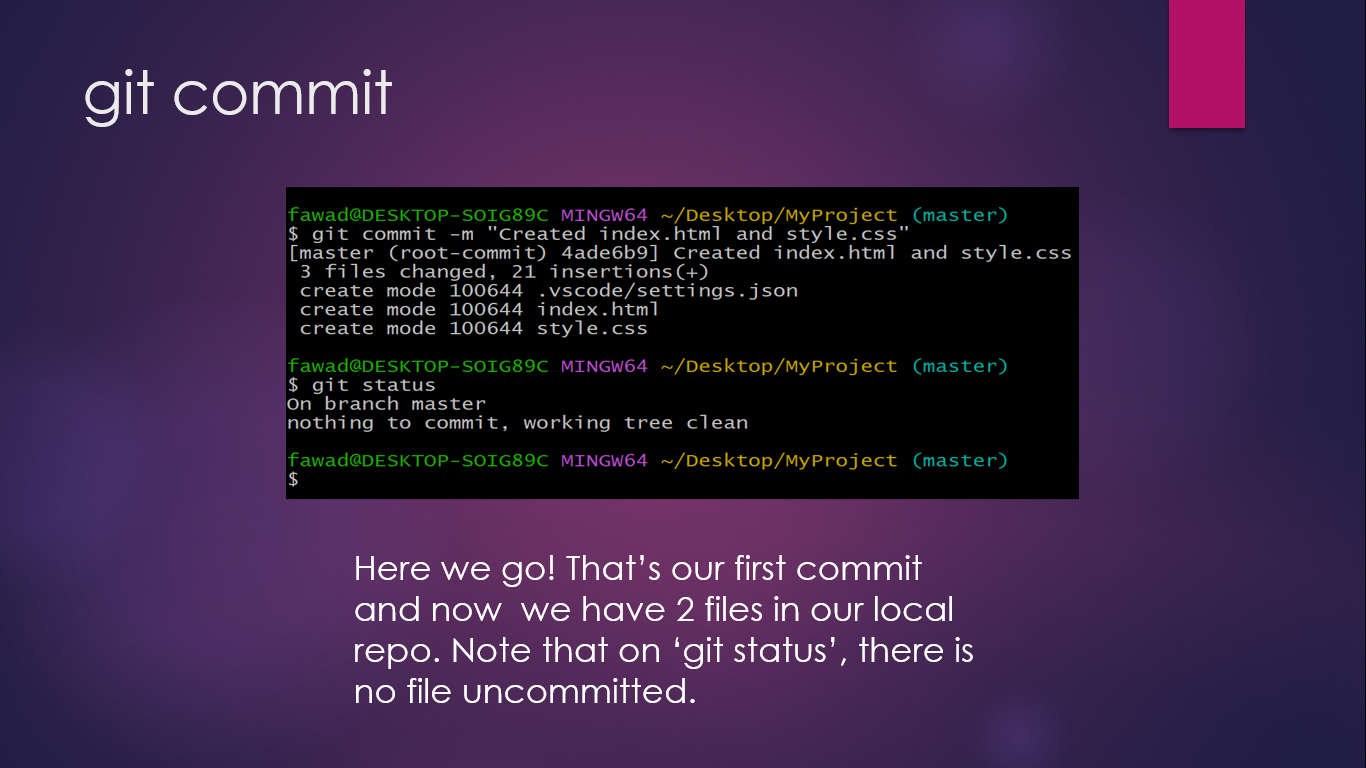 git commit
fawad@DESKTOP-SOIG89C MINGW64 ~/Desktop/MyProject (master)
$ git commit -m "Created index.html and style.css"
[master (root-commit) 4ade6b9] Created index.html and style.css
 3 files changed, 21 insertions(+)
 create mode 100644 .vscode/settings.json
 create mode 100644 index.html
 create mode 100644 style.css
fawad@DESKTOP-SOIG89C MINGW64 ~/Desktop/MyProject (master)
$ git status
On branch master
nothing to commit, working tree clean
fawad@DESKTOP-SOIG89C MINGW64 ~/Desktop/MyProject (master)
$
Here we go! That’s our first commit
and now  we have 2 files in our local
repo. Note that on ‘git status’, there is
no file uncommitted.